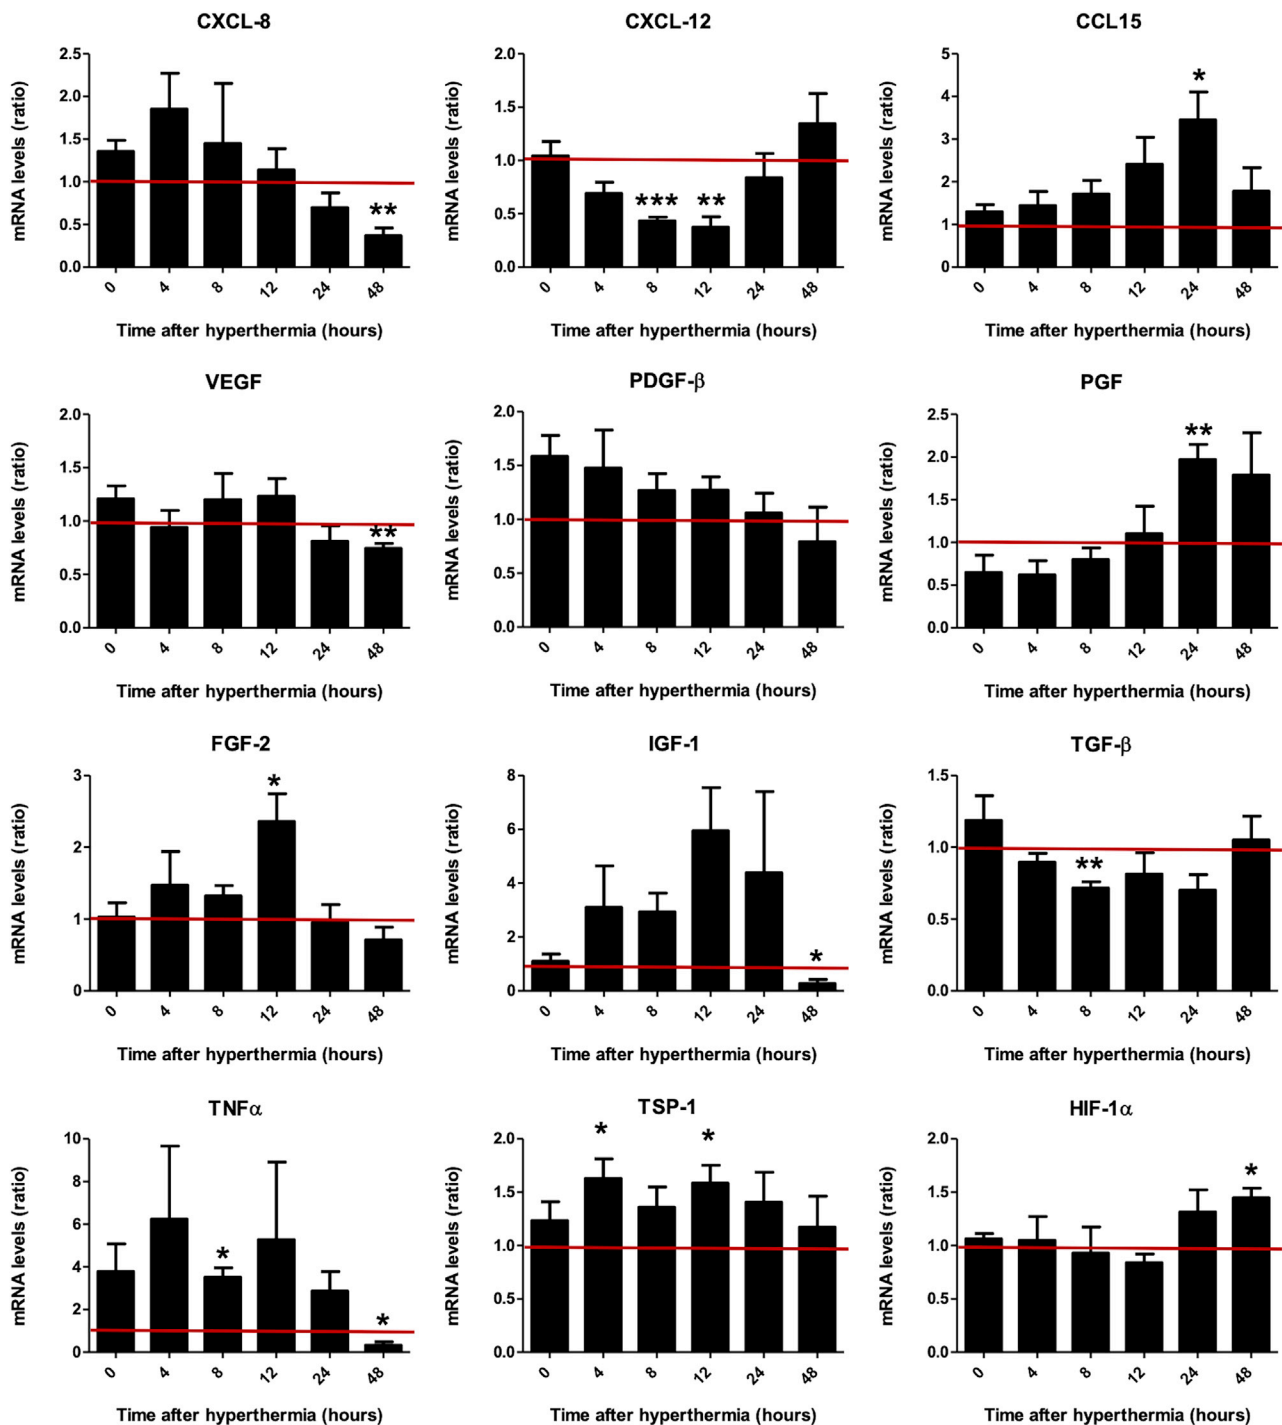 CXCL-8 CXCL-12 CCL15
mRNA levels (ratio) 2.5 2.0 1.5 1.0 0.5 0.0 **
0 4 8 12 24 48
Time after hyperthermia (hours)
mRNA levels (ratio) 2.0 1.5 1.0 0.5 0.0 *** **
0 4 8 12 24 48
Time after hyperthermia (hours)
mRNA levels (ratio) 5 4 3 2 1 0 *
0 4 8 12 24 48
Time after hyperthermia (hours)
VEGF PDGF-β PGF
mRNA levels (ratio) 2.0 1.5 1.0 0.5 0.0 **
0 4 8 12 24 48
Time after hyperthermia (hours)
mRNA levels (ratio) 2.0 1.5 1.0 0.5 0.0
0 4 8 12 24 48
Time after hyperthermia (hours)
mRNA levels (ratio) 2.5 2.0 1.5 1.0 0.5 0.0 **
0 4 8 12 24 48
Time after hyperthermia (hours)
FGF-2 IGF-1 TGF-β
mRNA levels (ratio) 3 2 1 0 *
0 4 8 12 24 48
Time after hyperthermia (hours)
mRNA levels (ratio) 8 6 4 2 0 *
0 4 8 12 24 48
Time after hyperthermia (hours)
mRNA levels (ratio) 1.5 1.0 0.5 0.0 **
0 4 8 12 24 48
Time after hyperthermia (hours)
TNFα TSP-1 HIF-1α
mRNA levels (ratio) 10 8 6 4 2 0 * *
0 4 8 12 24 48
Time after hyperthermia (hours)
mRNA levels (ratio) 2.0 1.5 1.0 0.5 0.0 * *
0 4 8 12 24 48
Time after hyperthermia (hours)
mRNA levels (ratio) 2.0 1.5 1.0 0.5 0.0 *
0 4 8 12 24 48
Time after hyperthermia (hours)